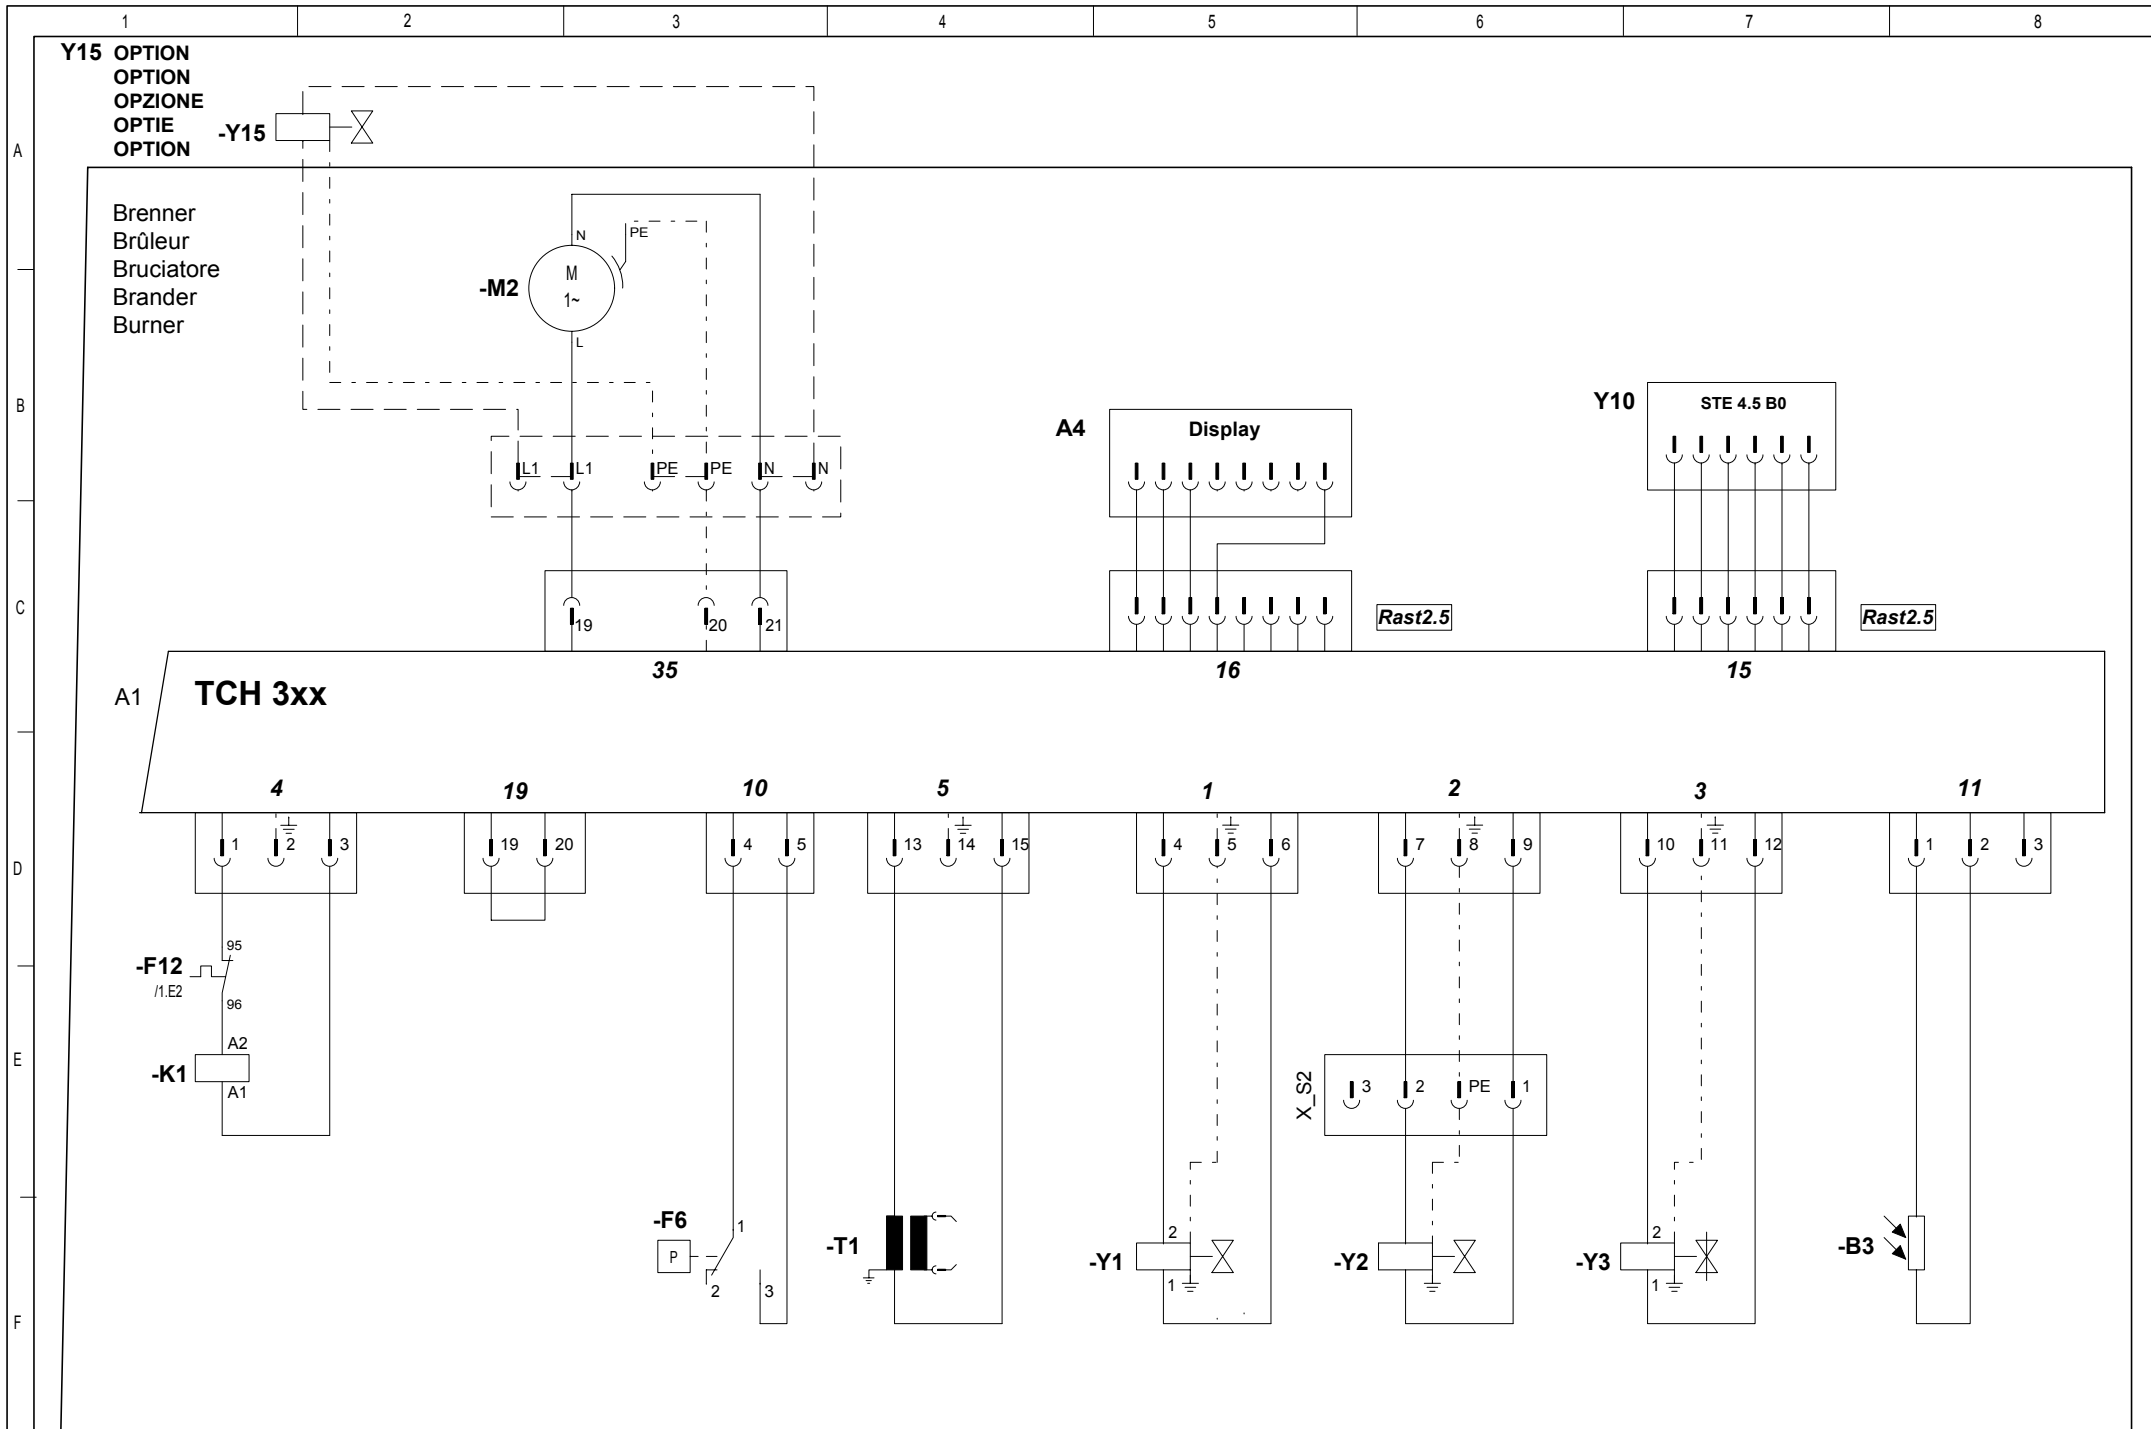 1 2 3 4 5 6 7 8
Y15 OPTION
OPTION
OPZIONE
OPTIE
OPTION
-Y15
A
Brenner
Brûleur
Bruciatore
Brander
Burner
N
PE
-M2
M
1~
L
B
A4
Display
Y10
STE 4.5 B0
L1 L1 PE PE N N
C
19 20 21
Rast2.5
Rast2.5
35 16 15
A1
TCH 3xx
4 19 10 5 1 2 3 11
D
1 2 3 19 20 4 5 13 14 15 4 5 6 7 8 9 10 11 12 1 2 3
95
-F12
/1.E2
96
E
A2
-K1
A1
X_S2
3 2 PE 1
-F6
P
1
2
3
-T1
-Y1
2
1
-Y2
-Y3
2
1
-B3
F